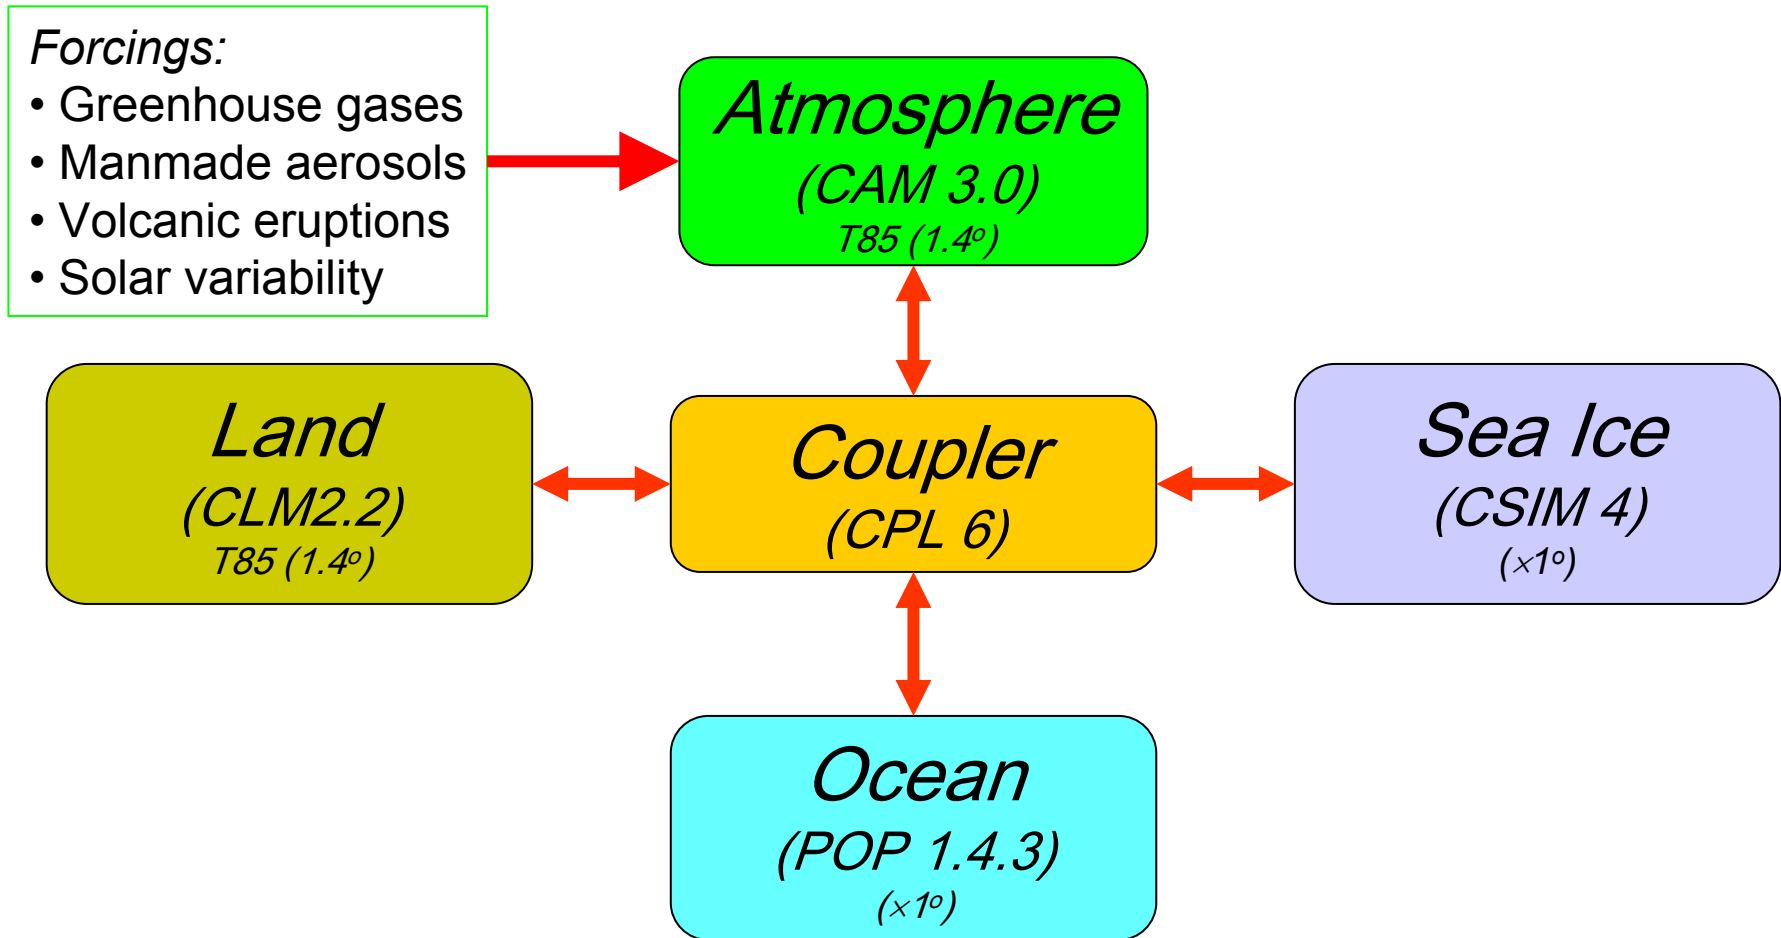 Forcings:
• Greenhouse gases
• Manmade aerosols
• Volcanic eruptions
• Solar variability
Atmosphere
(CAM 3.0)
T85 (1.4º)
Land
(CLM2.2)
T85 (1.4º)
Coupler
(CPL 6)
Sea Ice
(CSIM 4)
(×1º)
Ocean
(POP 1.4.3)
(×1º)